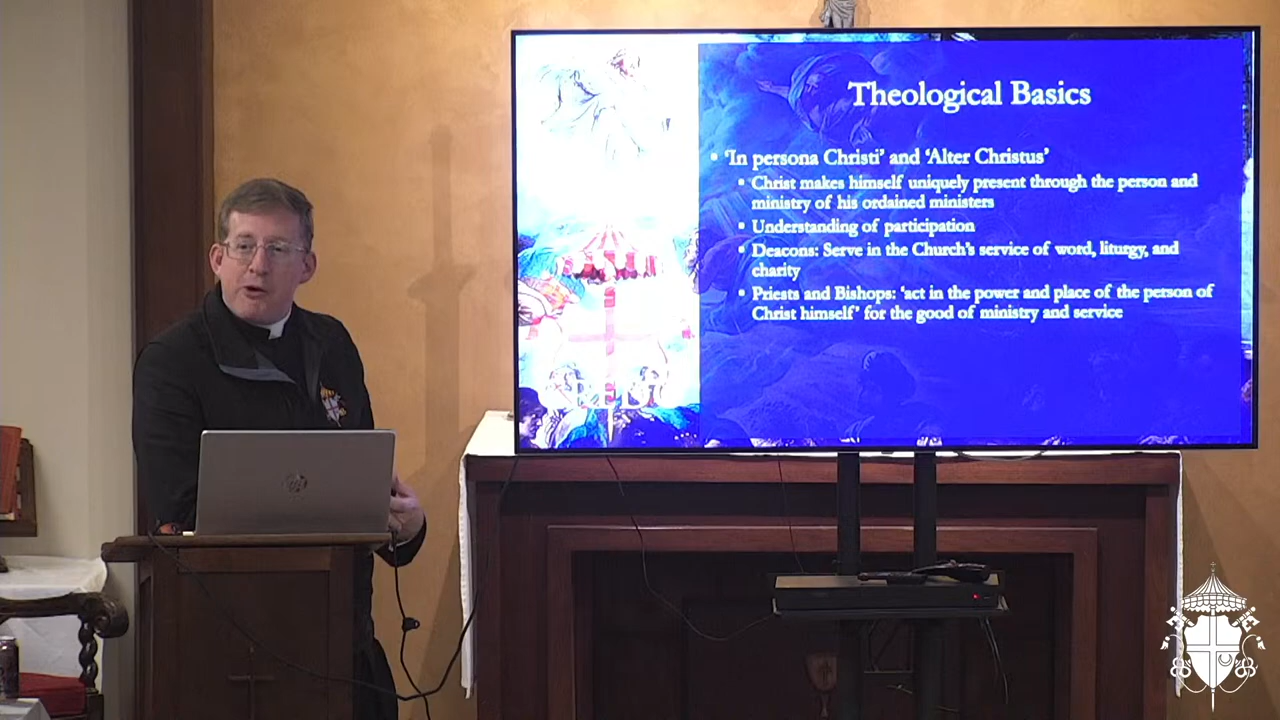 Theological Basics
▪ ‘In persona Christi’ and ‘Alter Christus’
▪ Christ makes himself uniquely present through the person and
ministry of his ordained ministers
▪ Understanding of participation
▪ Deacons: Serve in the Church’s service of word, liturgy, and
charity
▪ Priests and Bishops: ‘act in the power and place of the person of
Christ himself’ for the good of ministry and service